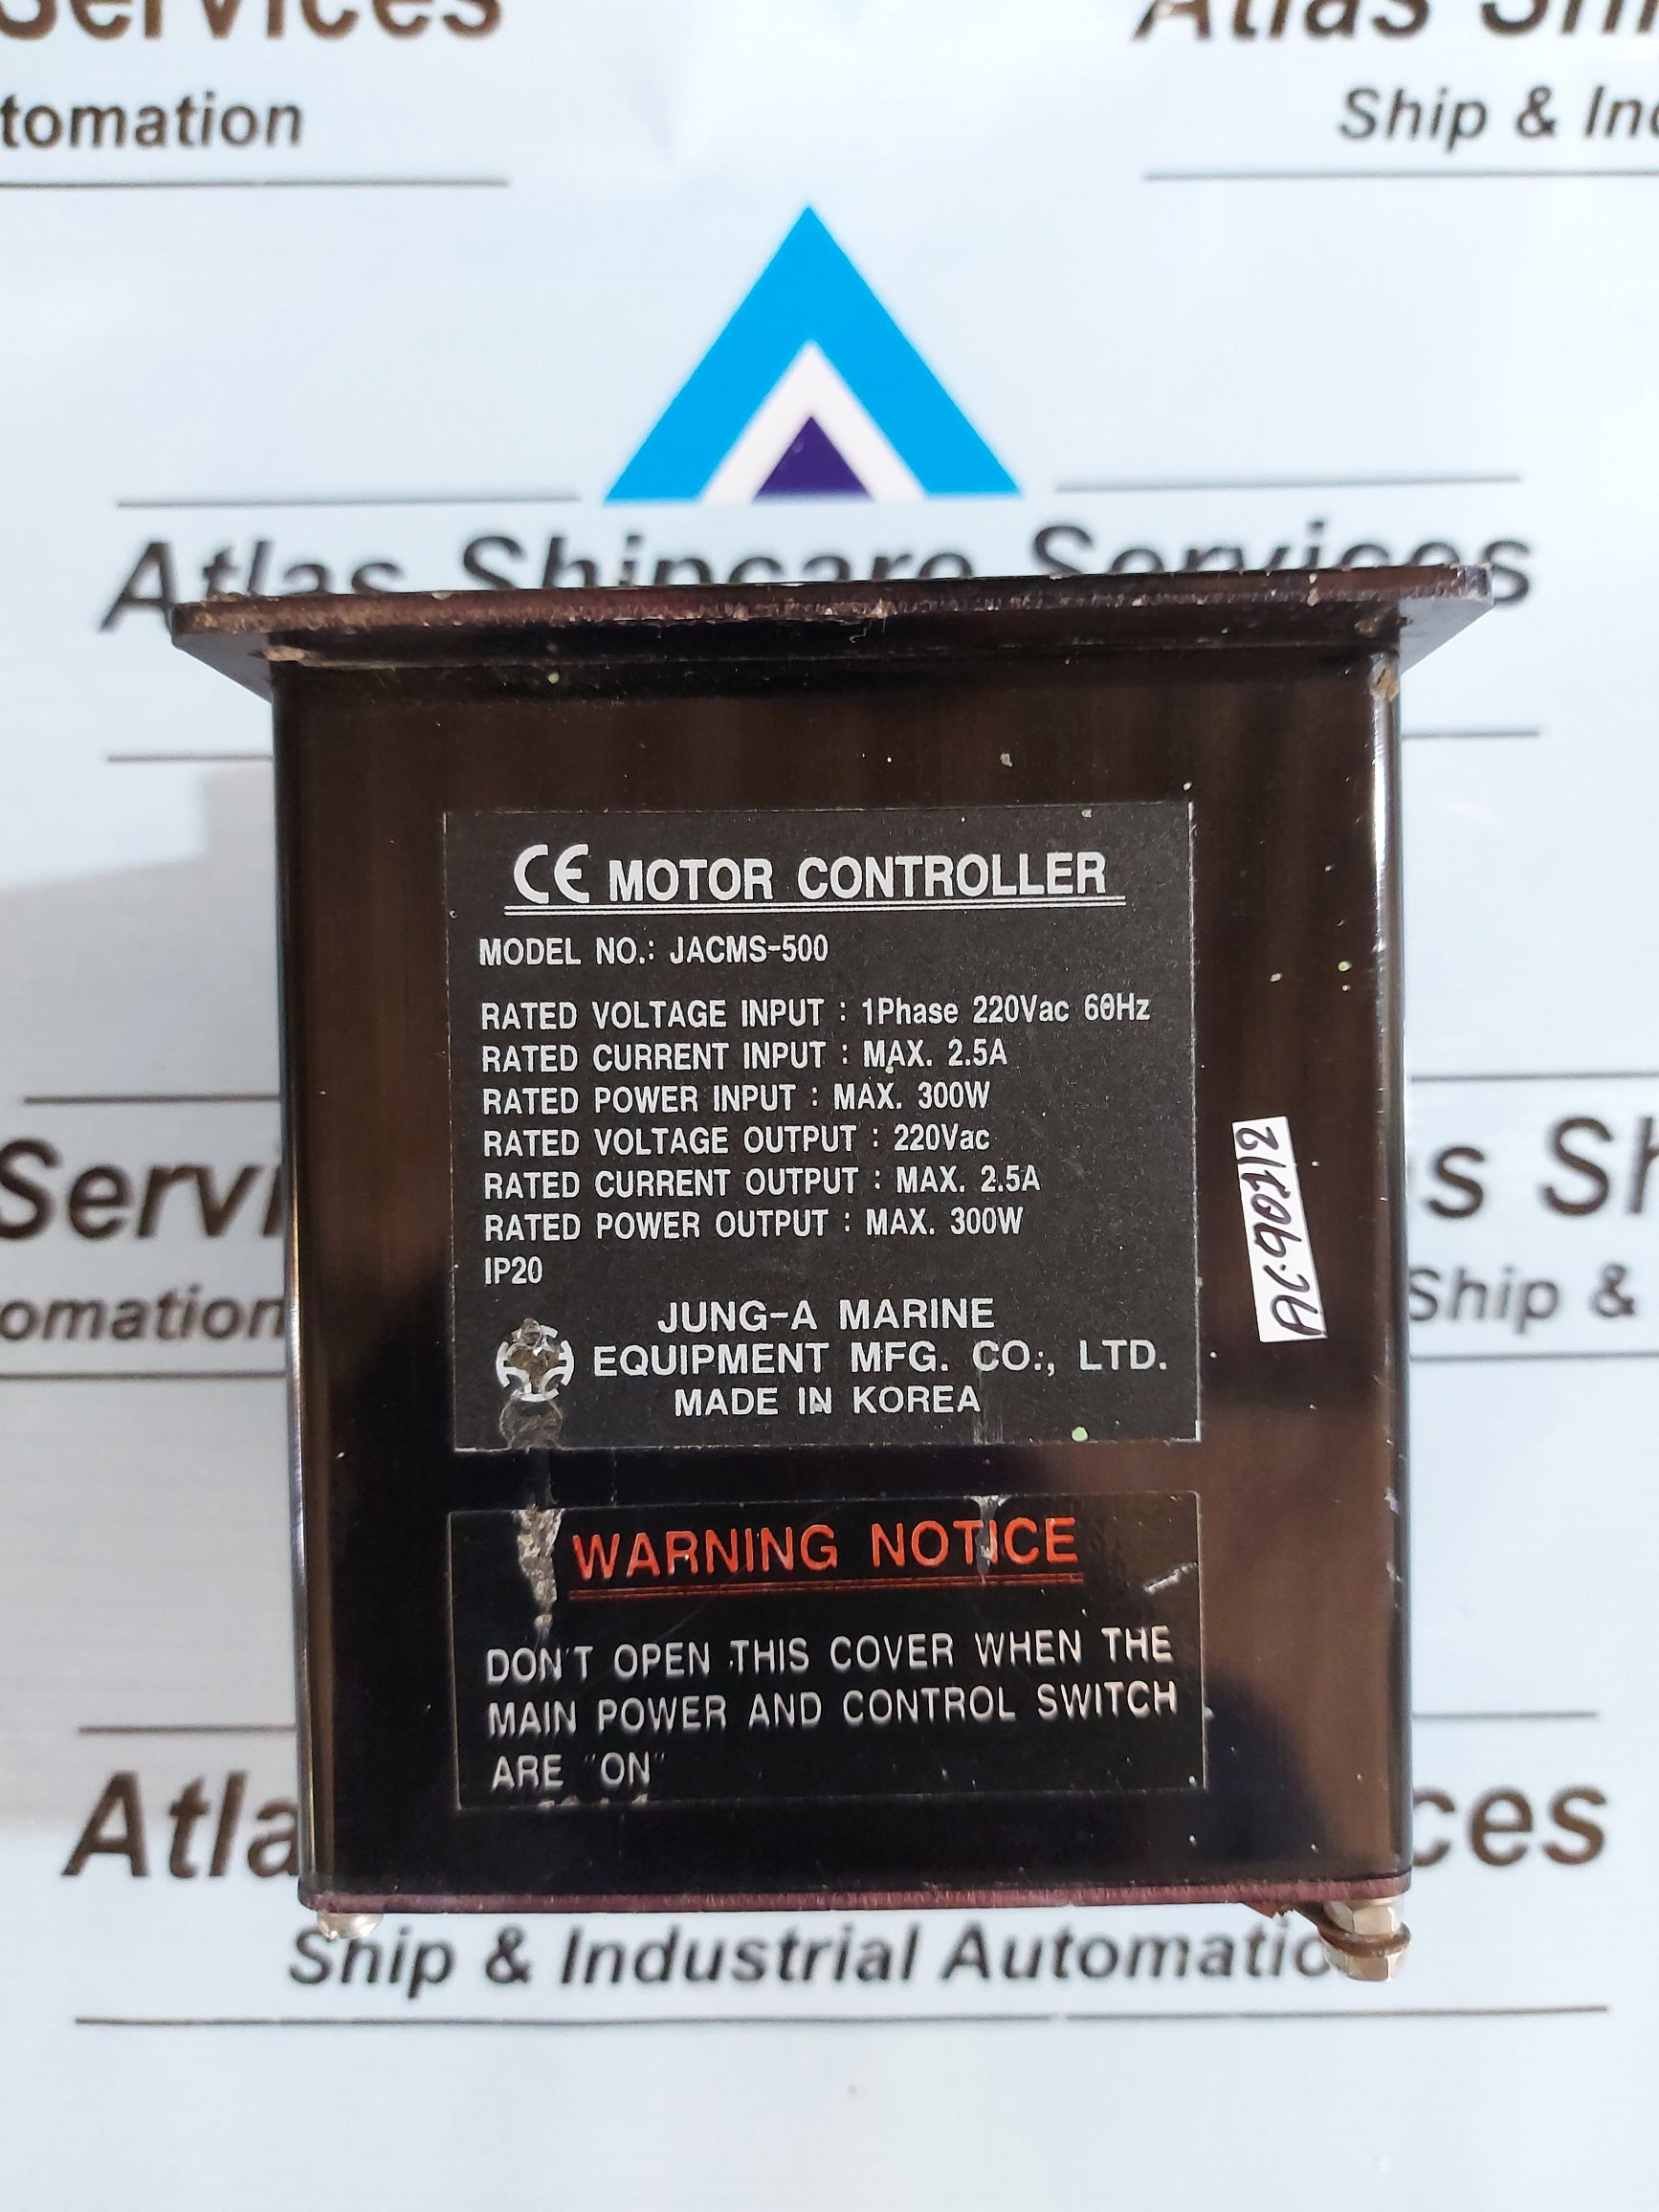 Services
tomation
Atlas Shi
Ship & Ind
Atlas Shipcare Services
CE MOTOR CONTROLLER
MODEL NO.: JACMS-500
RATED VOLTAGE INPUT : 1Phase 220Vac 60Hz
RATED CURRENT INPUT : MAX. 2.5A
RATED POWER INPUT : MAX. 300W
RATED VOLTAGE OUTPUT : 220Vac
RATED CURRENT OUTPUT : MAX. 2.5A
RATED POWER OUTPUT : MAX. 300W
IP20
JUNG-A MARINE
EQUIPMENT MFG. CO:, LTD.
MADE IN KOREA
WARNING NOTICE
DON'T OPEN THIS COVER WHEN THE
MAIN POWER AND CONTROL SWITCH
ARE "ON"
Servi
omation
s Sh
Ship &
Atla
ces
Ship & Industrial Automatio